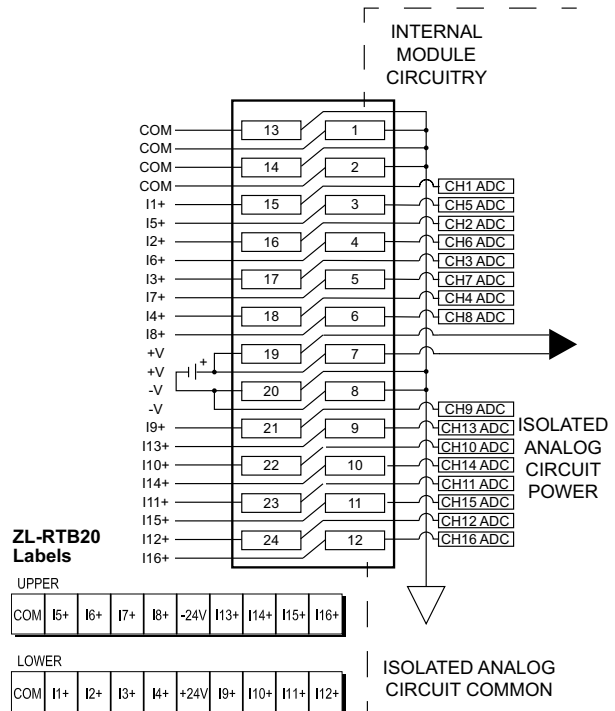 INTERNAL
MODULE
CIRCUITRY
COM
13
1
COM
COM
14
2
COM
CH1 ADC
I1+
15
3
CH5 ADC
I5+
CH2 ADC
I2+
16
4
CH6 ADC
I6+
CH3 ADC
I3+
17
5
CH7 ADC
I7+
CH4 ADC
I4+
18
6
CH8 ADC
I8+
+V
19
7
+
+V
-V
20
8
-V
CH9 ADC
I9+
21
9
CH13 ADC
I13+
CH10 ADC
I10+
22
10
CH14 ADC
I14+
CH11 ADC
I11+
23
11
CH15 ADC
I15+
CH12 ADC
I12+
24
12
CH16 ADC
I16+
ISOLATED
ANALOG
CIRCUIT
POWER
ZL-RTB20
Labels
UPPER
COM I5+ I6+ I7+ I8+ -24V I13+ I14+ I15+ I16+
LOWER
COM I1+ I2+ I3+ I4+ +24V I9+ I10+ I11+ I12+
ISOLATED ANALOG
CIRCUIT COMMON